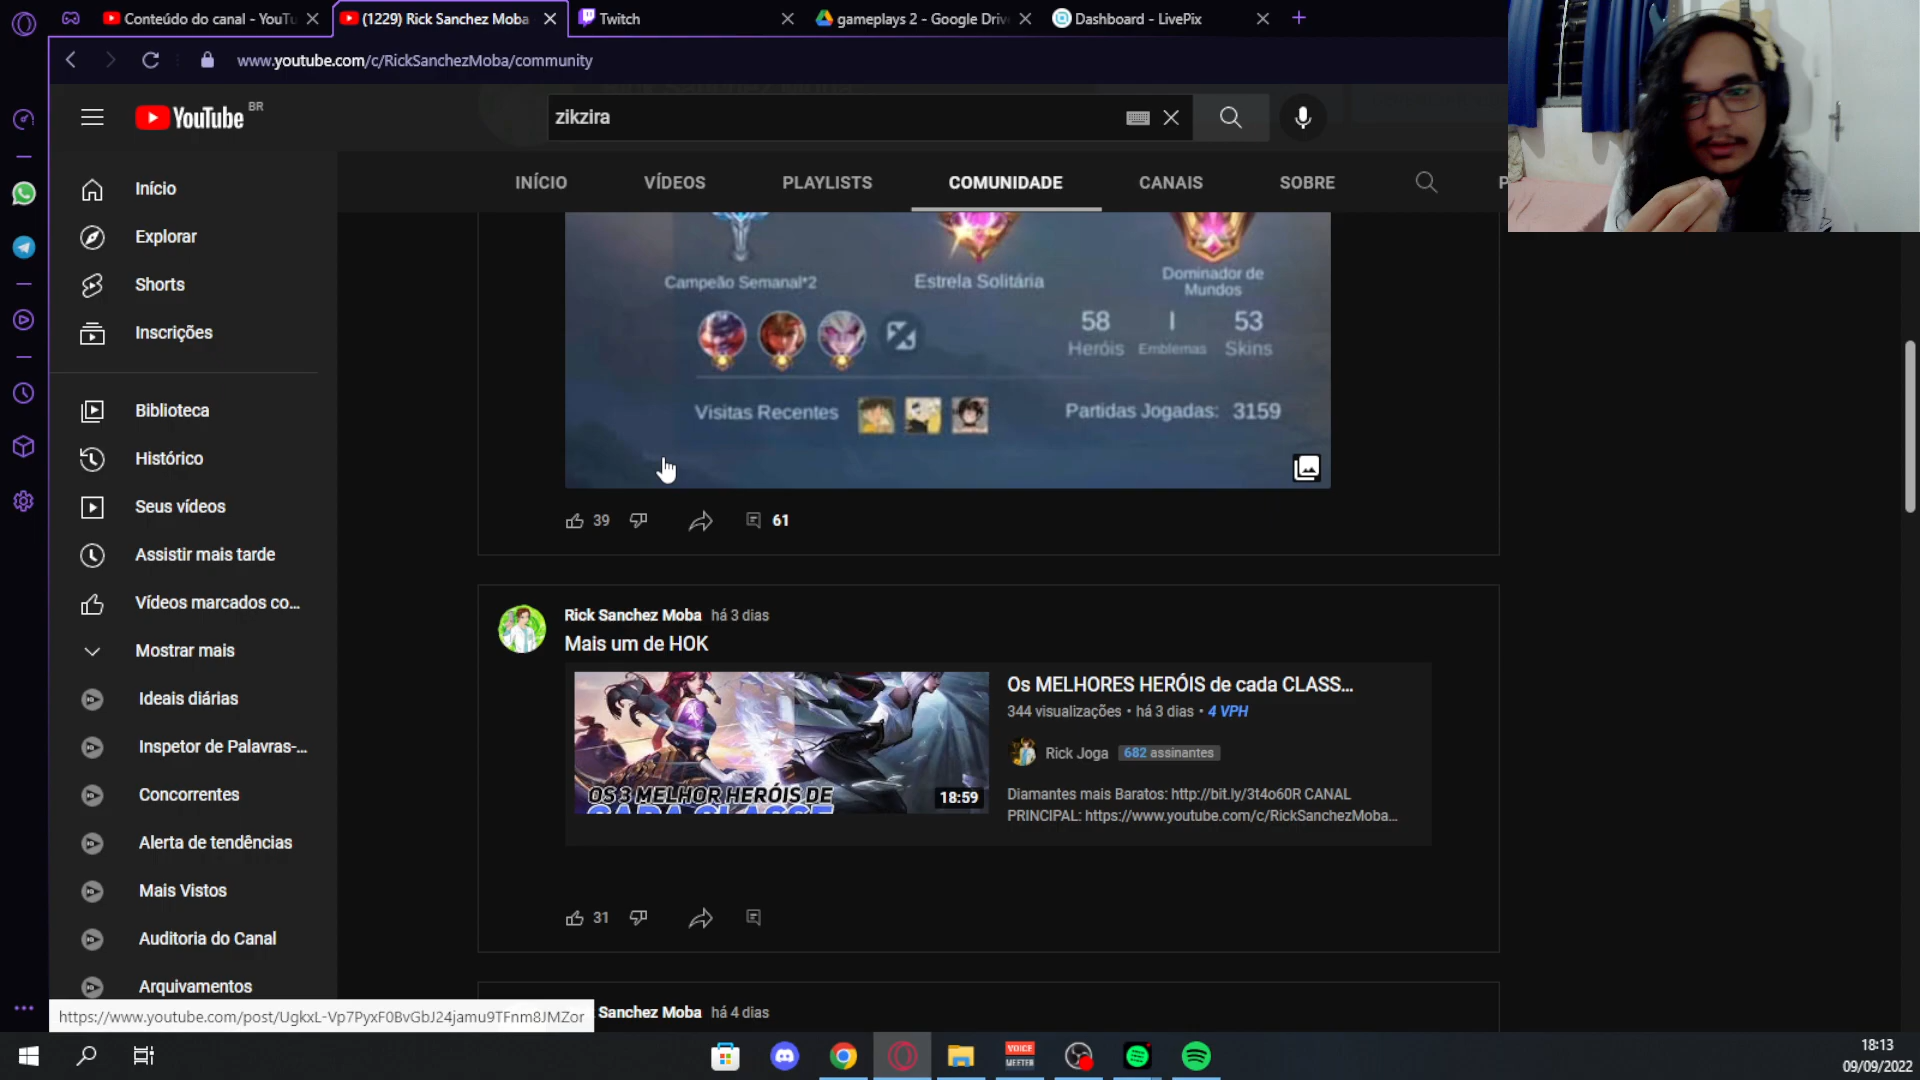 Conteúdo do canal - YouTu
(1229) Rick Sanchez Moba
Twitch
gameplays 2 - Google Driv
Dashboard - LivePix
www.youtube.com/c/RickSanchezMoba/community
YouTube BR
zikzira
INÍCIO
VÍDEOS
PLAYLISTS
COMUNIDADE
CANAIS
SOBRE
P
Início
Explorar
Shorts
Inscrições
Biblioteca
Histórico
Seus vídeos
Assistir mais tarde
Vídeos marcados co...
Mostrar mais
Ideais diárias
Inspetor de Palavras-...
Concorrentes
Alerta de tendências
Mais Vistos
Auditoria do Canal
Arquivamentos
Campeão Semanal*2
Estrela Solitária
Dominador de
Mundos
58
1
53
Heróis
Emblemas
Skins
Visitas Recentes
Partidas Jogadas: 3159
39
61
Rick Sanchez Moba há 3 dias
Mais um de HOK
OS 3 MELHOR HERÓIS DE
CADA CLASSE
18:59
Os MELHORES HERÓIS de cada CLASS...
344 visualizações • há 3 dias • 4 VPH
Rick Joga 682 assinantes
Diamantes mais Baratos: http://bit.ly/3t4o60R CANAL
PRINCIPAL: https://www.youtube.com/c/RickSanchezMoba...
31
Sanchez Moba há 4 dias
https://www.youtube.com/post/UgkxL-Vp7PyxF0BvGbJ24jamu9TFnm8JMZor
VOICE
MEETER
18:13
09/09/2022